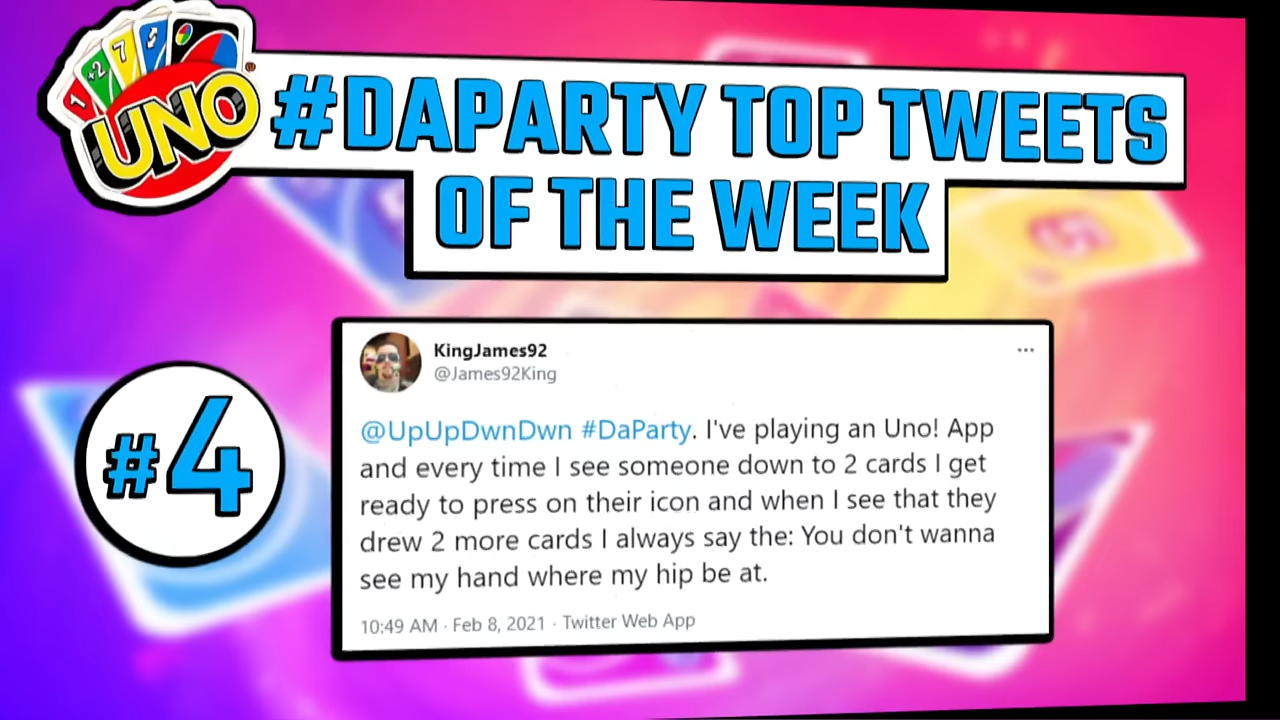 UNO
#DAPARTY TOP TWEETS
OF THE WEEK
#4
KingJames92
@James92King
@UpUpDwnDwn #DaParty. I've playing an Uno! App
and every time I see someone down to 2 cards I get
ready to press on their icon and when I see that they
drew 2 more cards I always say the: You don't wanna
see my hand where my hip be at.
10:49 AM · Feb 8, 2021 · Twitter Web App